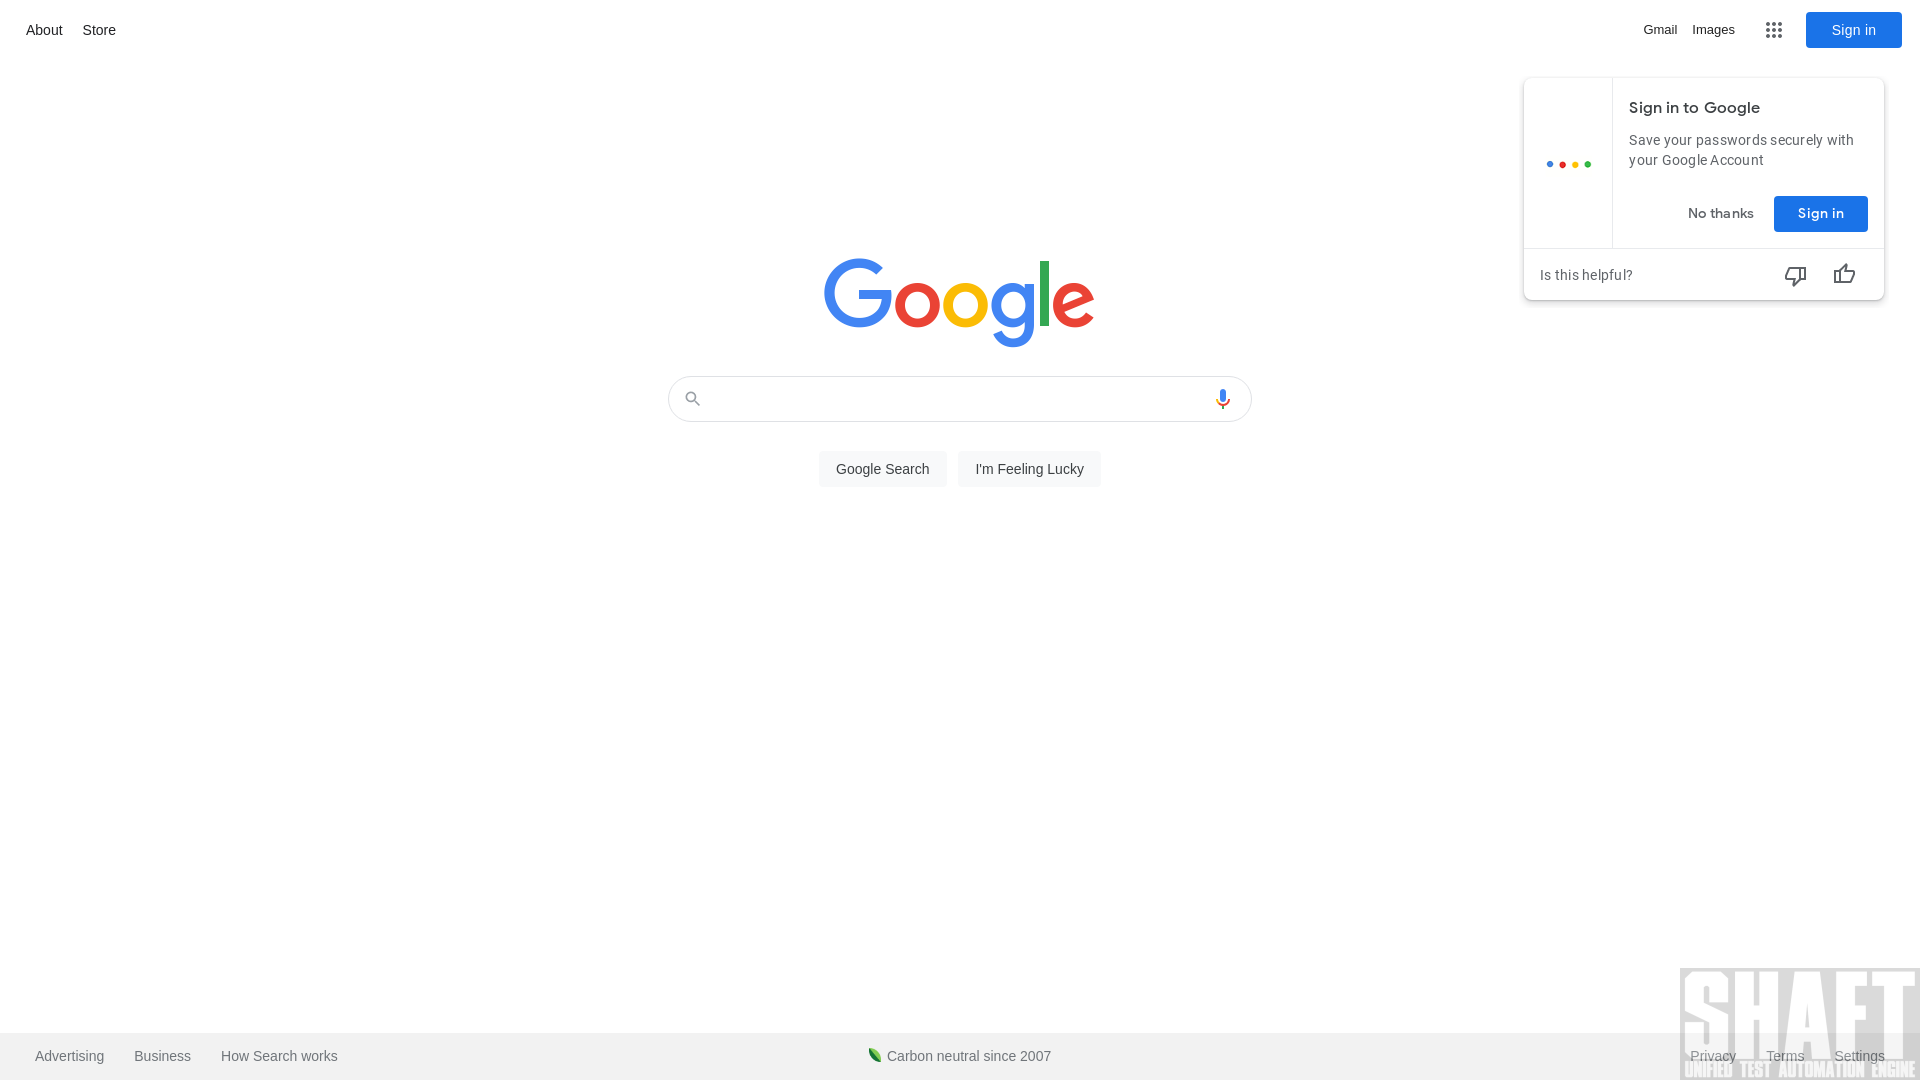 About Store
Gmail Images Sign in
Sign in to Google
Save your passwords securely with
your Google Account
No thanks Sign in
Is this helpful?
Google
Google Search I'm Feeling Lucky
Advertising Business How Search works
Carbon neutral since 2007
Privacy Terms Settings
SHAFT
UNIFIED TEST AUTOMATION ENGINE